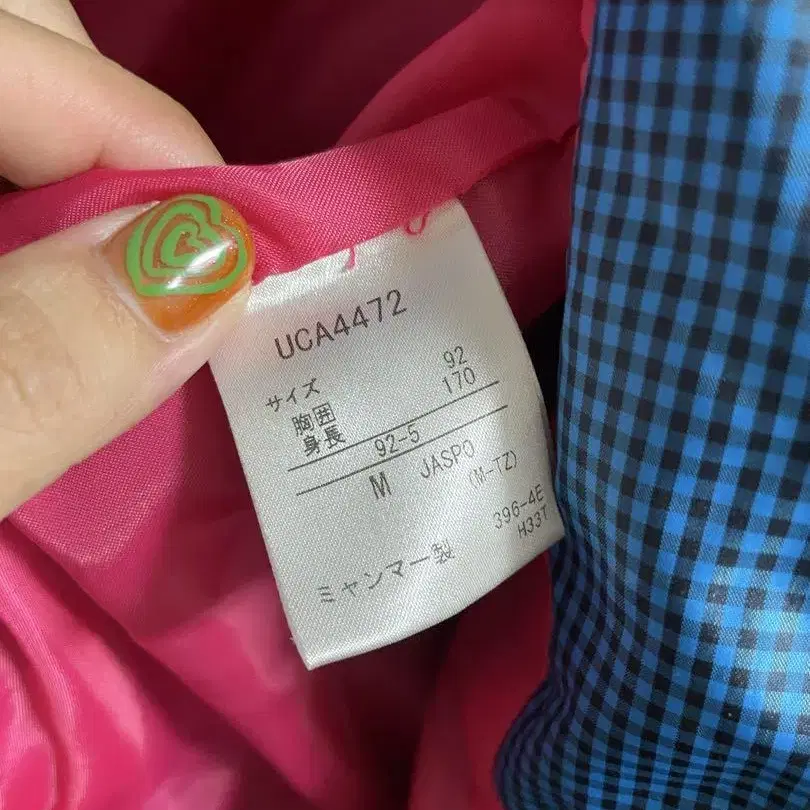 UCA4472
サイズ
胸囲 92
身長 170
92-5
M JASPO
(M-TZ)
396-4E
H33T
ミャンマー製